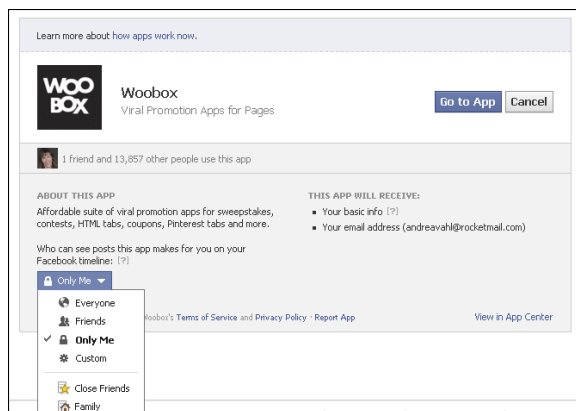 Learn more about how apps work now.
WOO
BOX
Woobox
Viral Promotion Apps for Pages
Go to App
Cancel
1 friend and 13,857 other people use this app
ABOUT THIS APP
Affordable suite of viral promotion apps for sweepstakes,
contests, HTML tabs, coupons, Pinterest tabs and more.
Who can see posts this app makes for you on your
Facebook timeline: [?]
THIS APP WILL RECEIVE:
Your basic info [?]
Your email address (andreavahl@rocketmail.com)
Only Me
Everyone
Friends
Only Me
Custom
Close Friends
Family
Woobox's Terms of Service and Privacy Policy · Report App
View in App Center